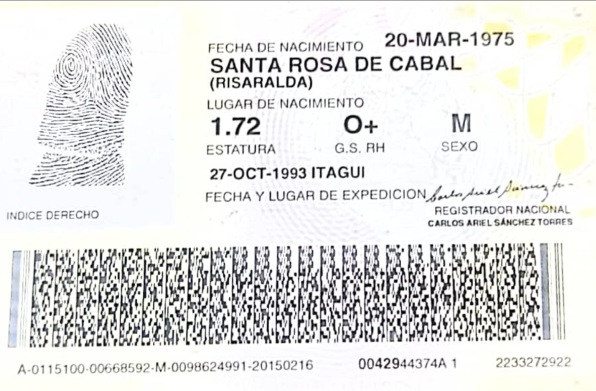 FECHA DE NACIMIENTO 20-MAR-1975
SANTA ROSA DE CABAL
(RISARALDA)
LUGAR DE NACIMIENTO
1.72 O+ M
ESTATURA G.S. RH SEXO
27-OCT-1993 ITAGUI
FECHA Y LUGAR DE EXPEDICION
INDICE DERECHO
REGISTRADOR NACIONAL
CARLOS ARIEL SÁNCHEZ TORRES
A-0115100-00668592-M-0098624991-20150216 0042944374A 1 2233272922